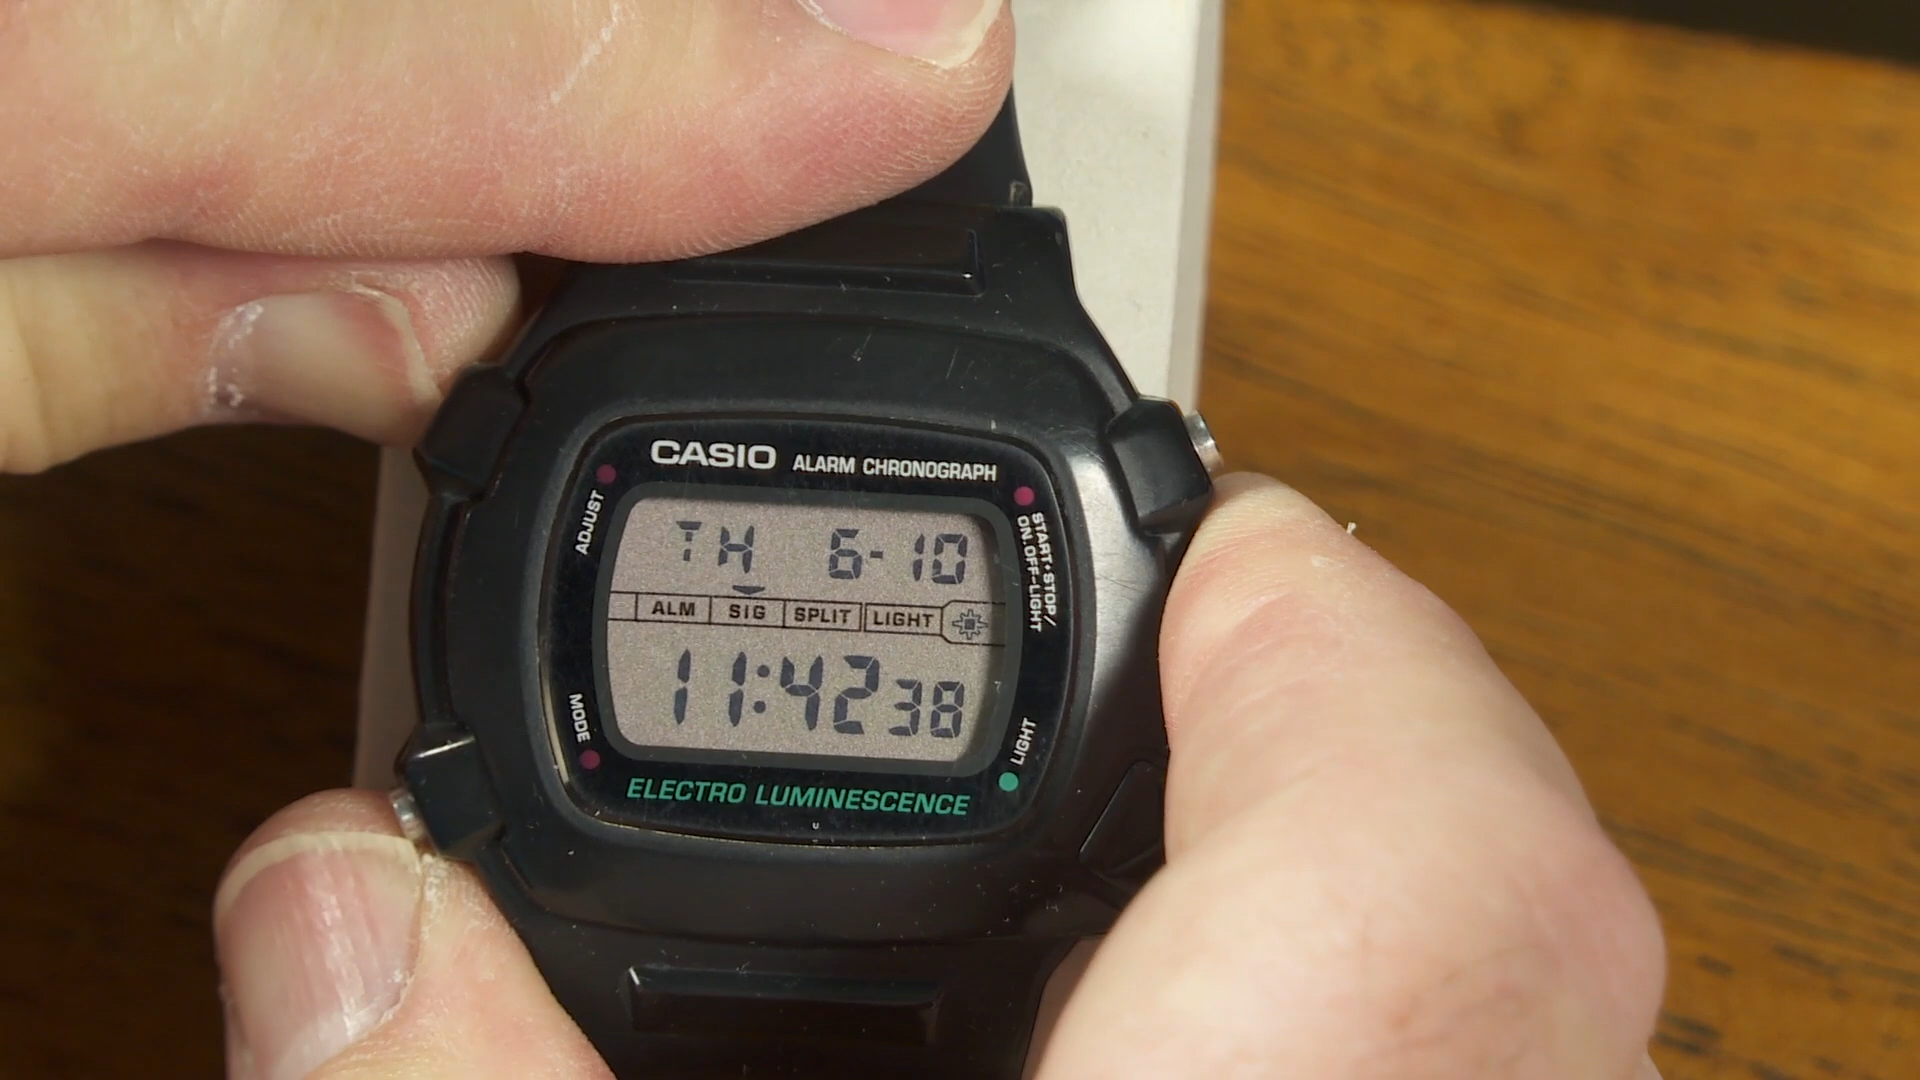 CASIO ALARM CHRONOGRAPH
ADJUST
START•STOP/
ON.OFF-LIGHT
TH 6-10
ALM SIG SPLIT LIGHT
11:42 38
MODE
LIGHT
ELECTRO LUMINESCENCE
U